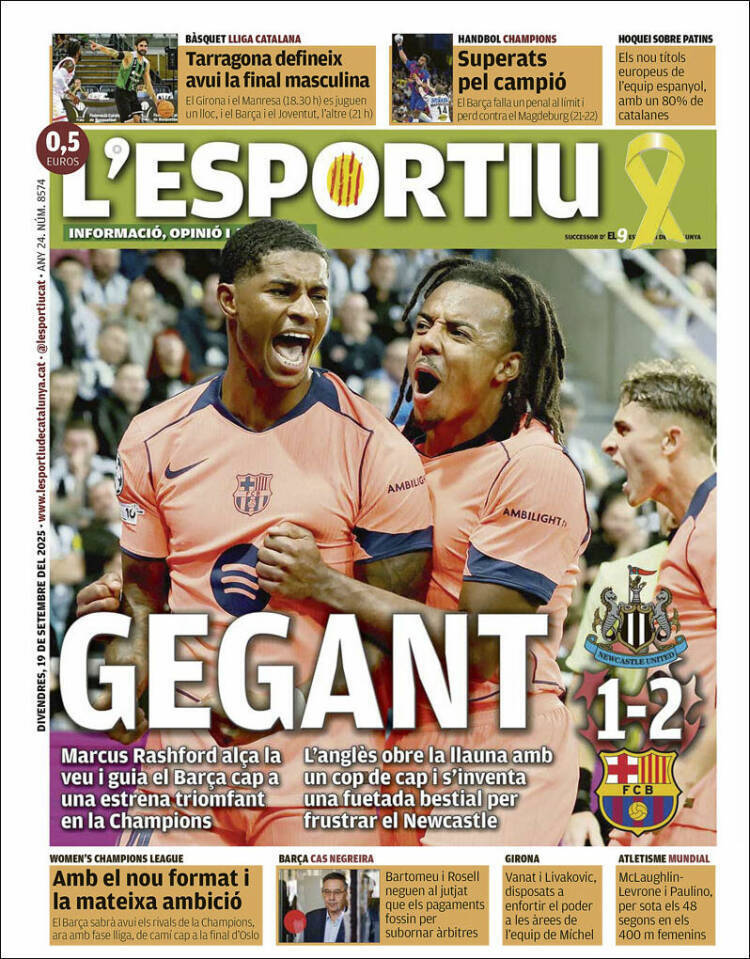 BÀSQUET LLIGA CATALANA
Tarragona defineix
avui la final masculina
El Girona i el Manresa (18.30 h) es juguen
un lloc, i el Barça i el Joventut, l'altre (21 h)
HANDBOL CHAMPIONS
Superats
pel campió
El Barça falla un penal al límit i
perd contra el Magdeburg (21-22)
HOQUEI SOBRE PATINS
Els nou títols
europeus de
l'equip espanyol,
amb un 80% de
catalanes
0,5
EUROS
L'ESPORTIU
INFORMACIÓ, OPINIÓ I
SUCCESSOR D' EL 9
DIVENDRES, 19 DE SETEMBRE DEL 2025 · www.lesportiudecatalunya.cat · @lesportiucat · ANY 24. NÚM. 8574
AMBILIGHT
AMBILIGHT TV
GEGANT
NEWCASTLE UNITED
1-2
FCB
Marcus Rashford alça la
veu i guia el Barça cap a
una estrena triomfant
en la Champions
L'anglès obre la llauna amb
un cop de cap i s'inventa
una fuetada bestial per
frustrar el Newcastle
WOMEN'S CHAMPIONS LEAGUE
Amb el nou format i
la mateixa ambició
El Barça sabrà avui els rivals de la Champions,
ara amb fase lliga, de camí cap a la final d'Oslo
BARÇA CAS NEGREIRA
Bartomeu i Rosell
neguen al jutjat
que els pagaments
fossin per
subornar àrbitres
GIRONA
Vanat i Livakovic,
disposats a
enfortir el poder
a les àrees de
l'equip de Míchel
ATLETISME MUNDIAL
McLaughlin-
Levrone i Paulino,
per sota els 48
segons en els
400 m femenins